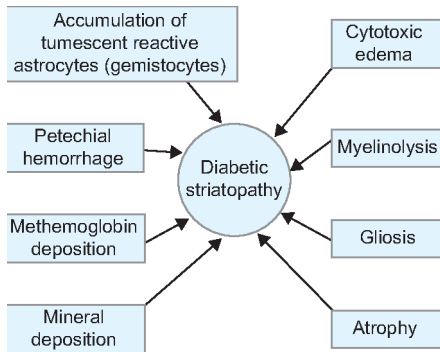 Accumulation of
tumescent reactive
astrocytes (gemistocytes)
Cytotoxic
edema
Petechial
hemorrhage
Diabetic
striatopathy
Myelinolysis
Methemoglobin
deposition
Gliosis
Mineral
deposition
Atrophy